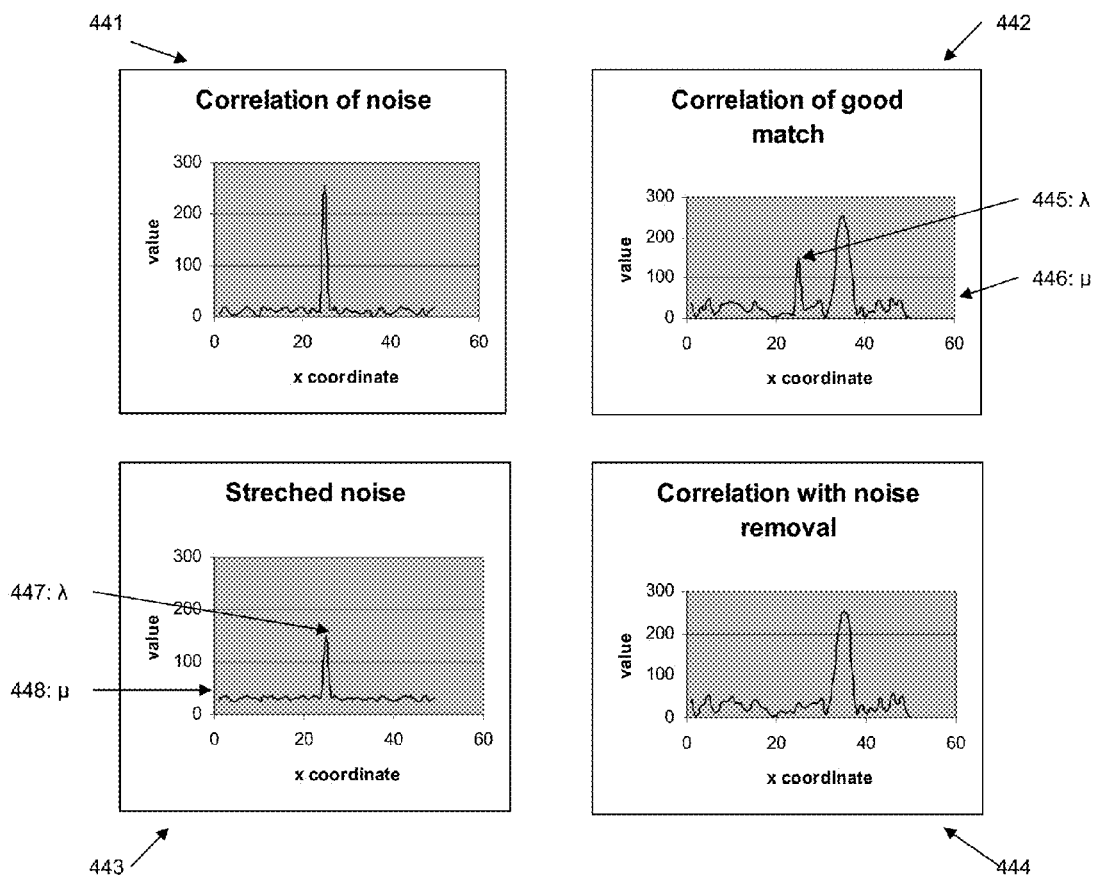 441
442
Correlation of noise
300
200
100
0
value
0 20 40 60
x coordinate
Correlation of good
match
300
200
100
0
value
0 20 40 60
x coordinate
445: λ
446: μ
Streched noise
300
200
100
0
value
0 20 40 60
x coordinate
447: λ
448: μ
Correlation with noise
removal
300
200
100
0
value
0 20 40 60
x coordinate
443
444